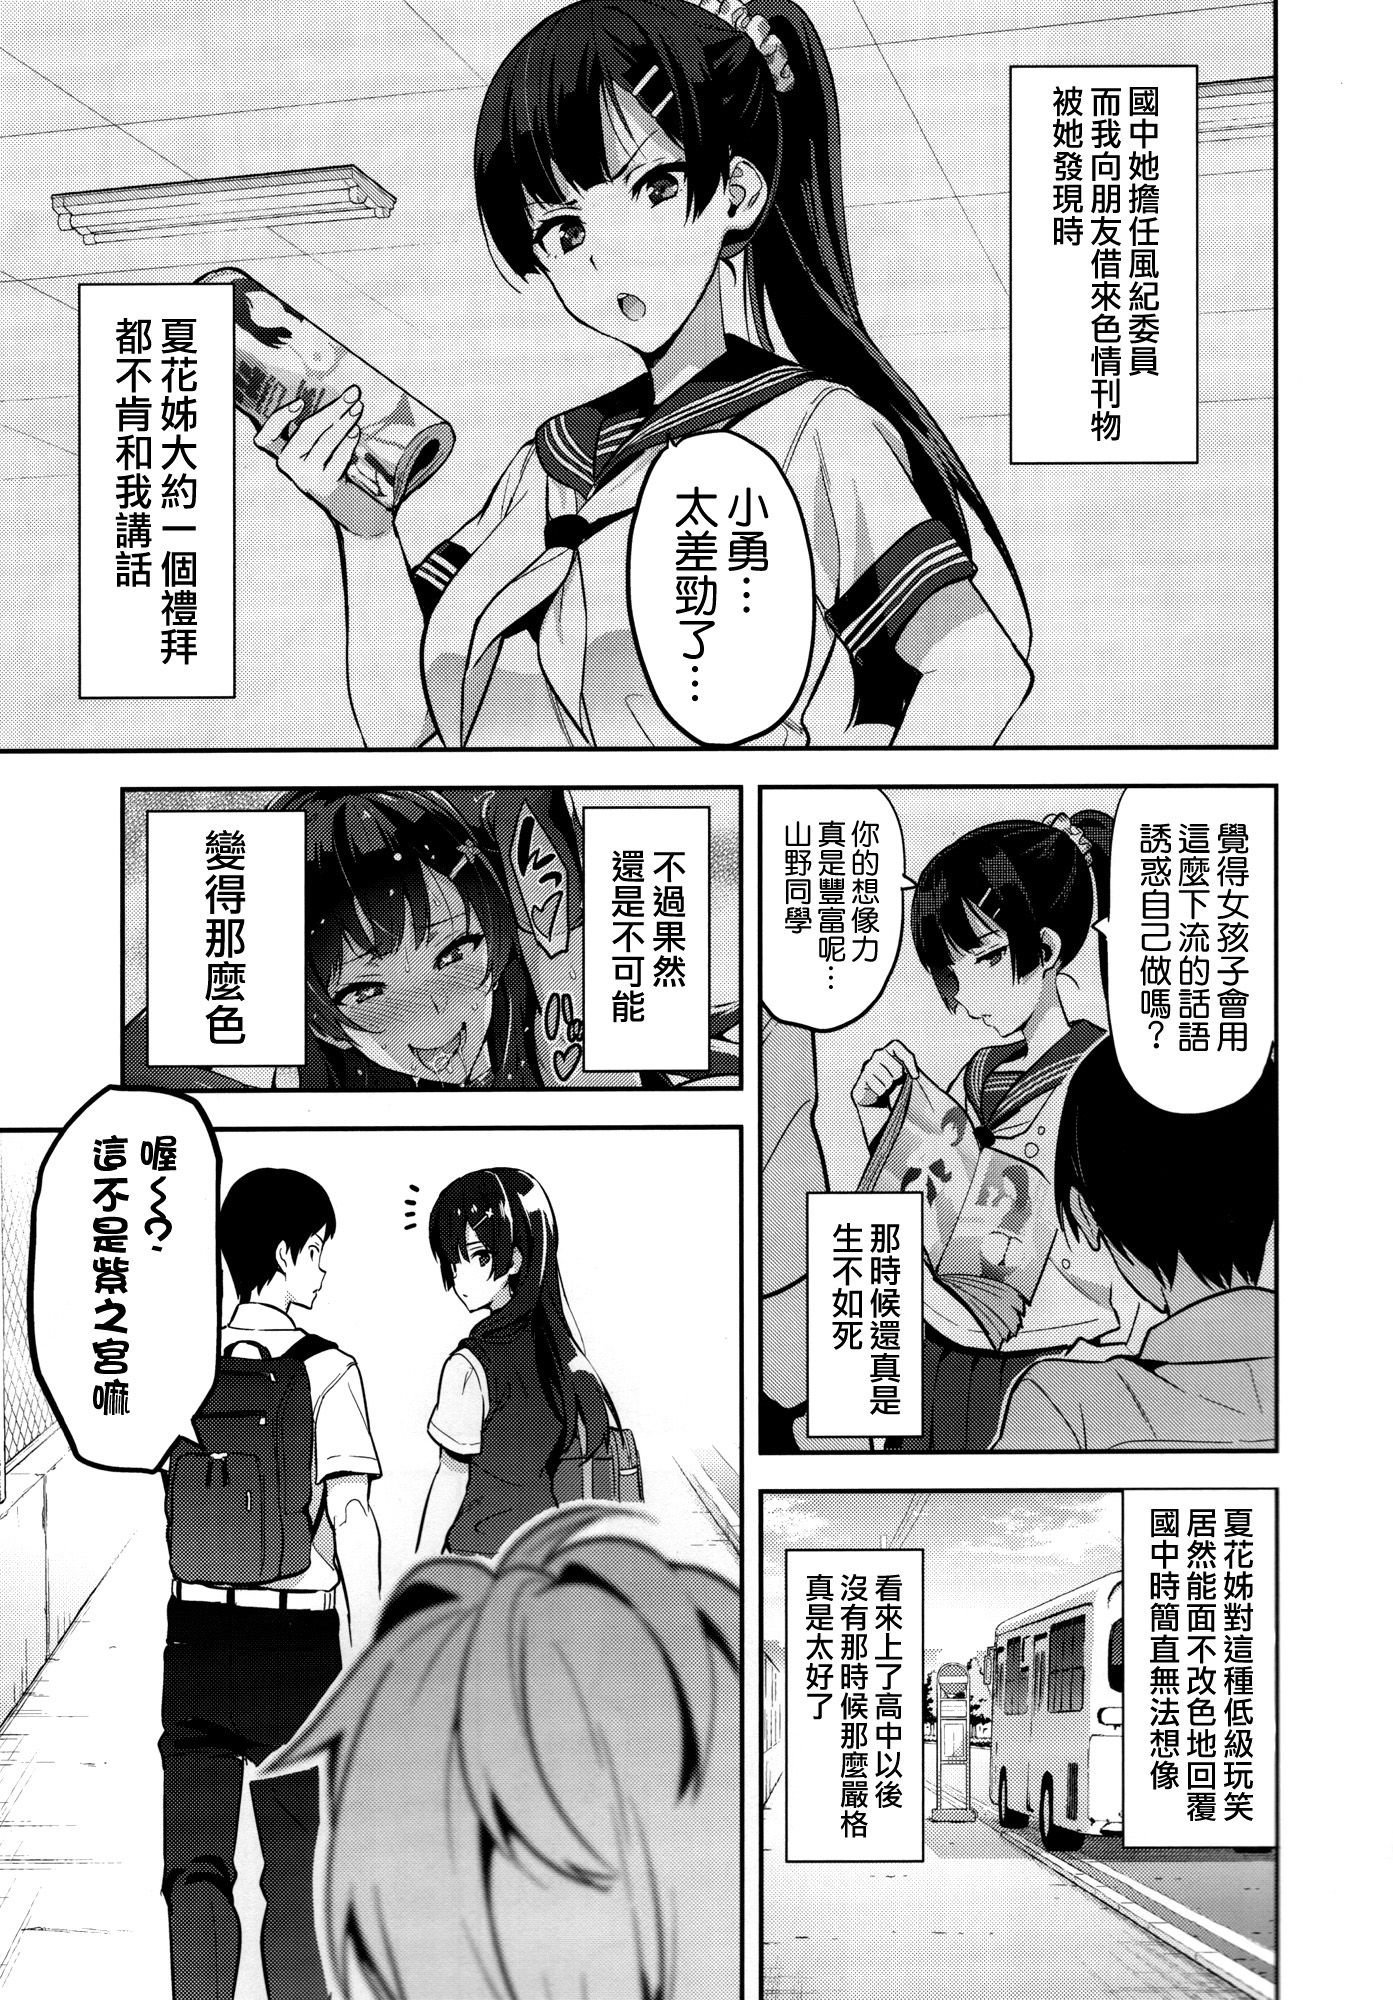 國中她擔任風紀委員
而我向朋友借來色情刊物
被她發現時
小勇…
太差勁了…
夏花姊大約一個禮拜
都不肯和我講話
覺得女孩子會用
這麼下流的話語
誘惑自己做嗎？
你的想像力
真是豐富呢…
山野同學
那時候還真是
生不如死
不過果然
還是不可能
變得那麼色
夏花姊對這種低級玩笑
居然能面不改色地回覆
國中時簡直無法想像
看來上了高中以後
沒有那時候那麼嚴格
真是太好了
喔～～？
這不是紫之宮嘛